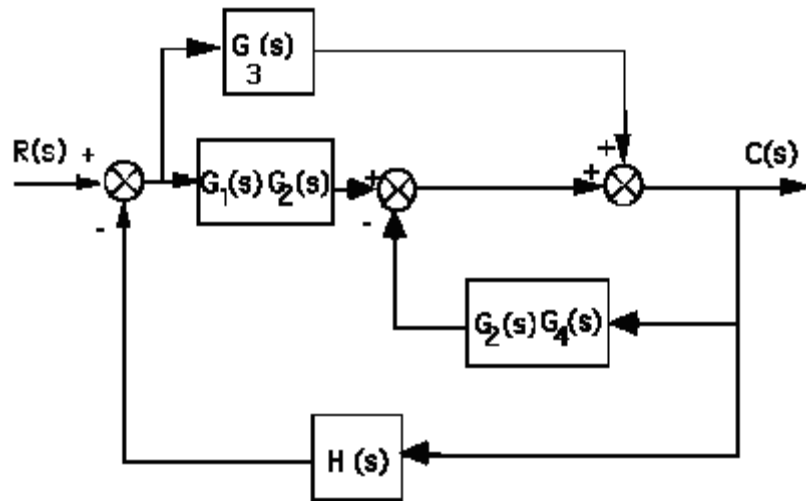 G (s)
3
R(s) +
G1(s) G2(s)
+
+
+
C(s)
-
-
G2(s) G4(s)
H (s)